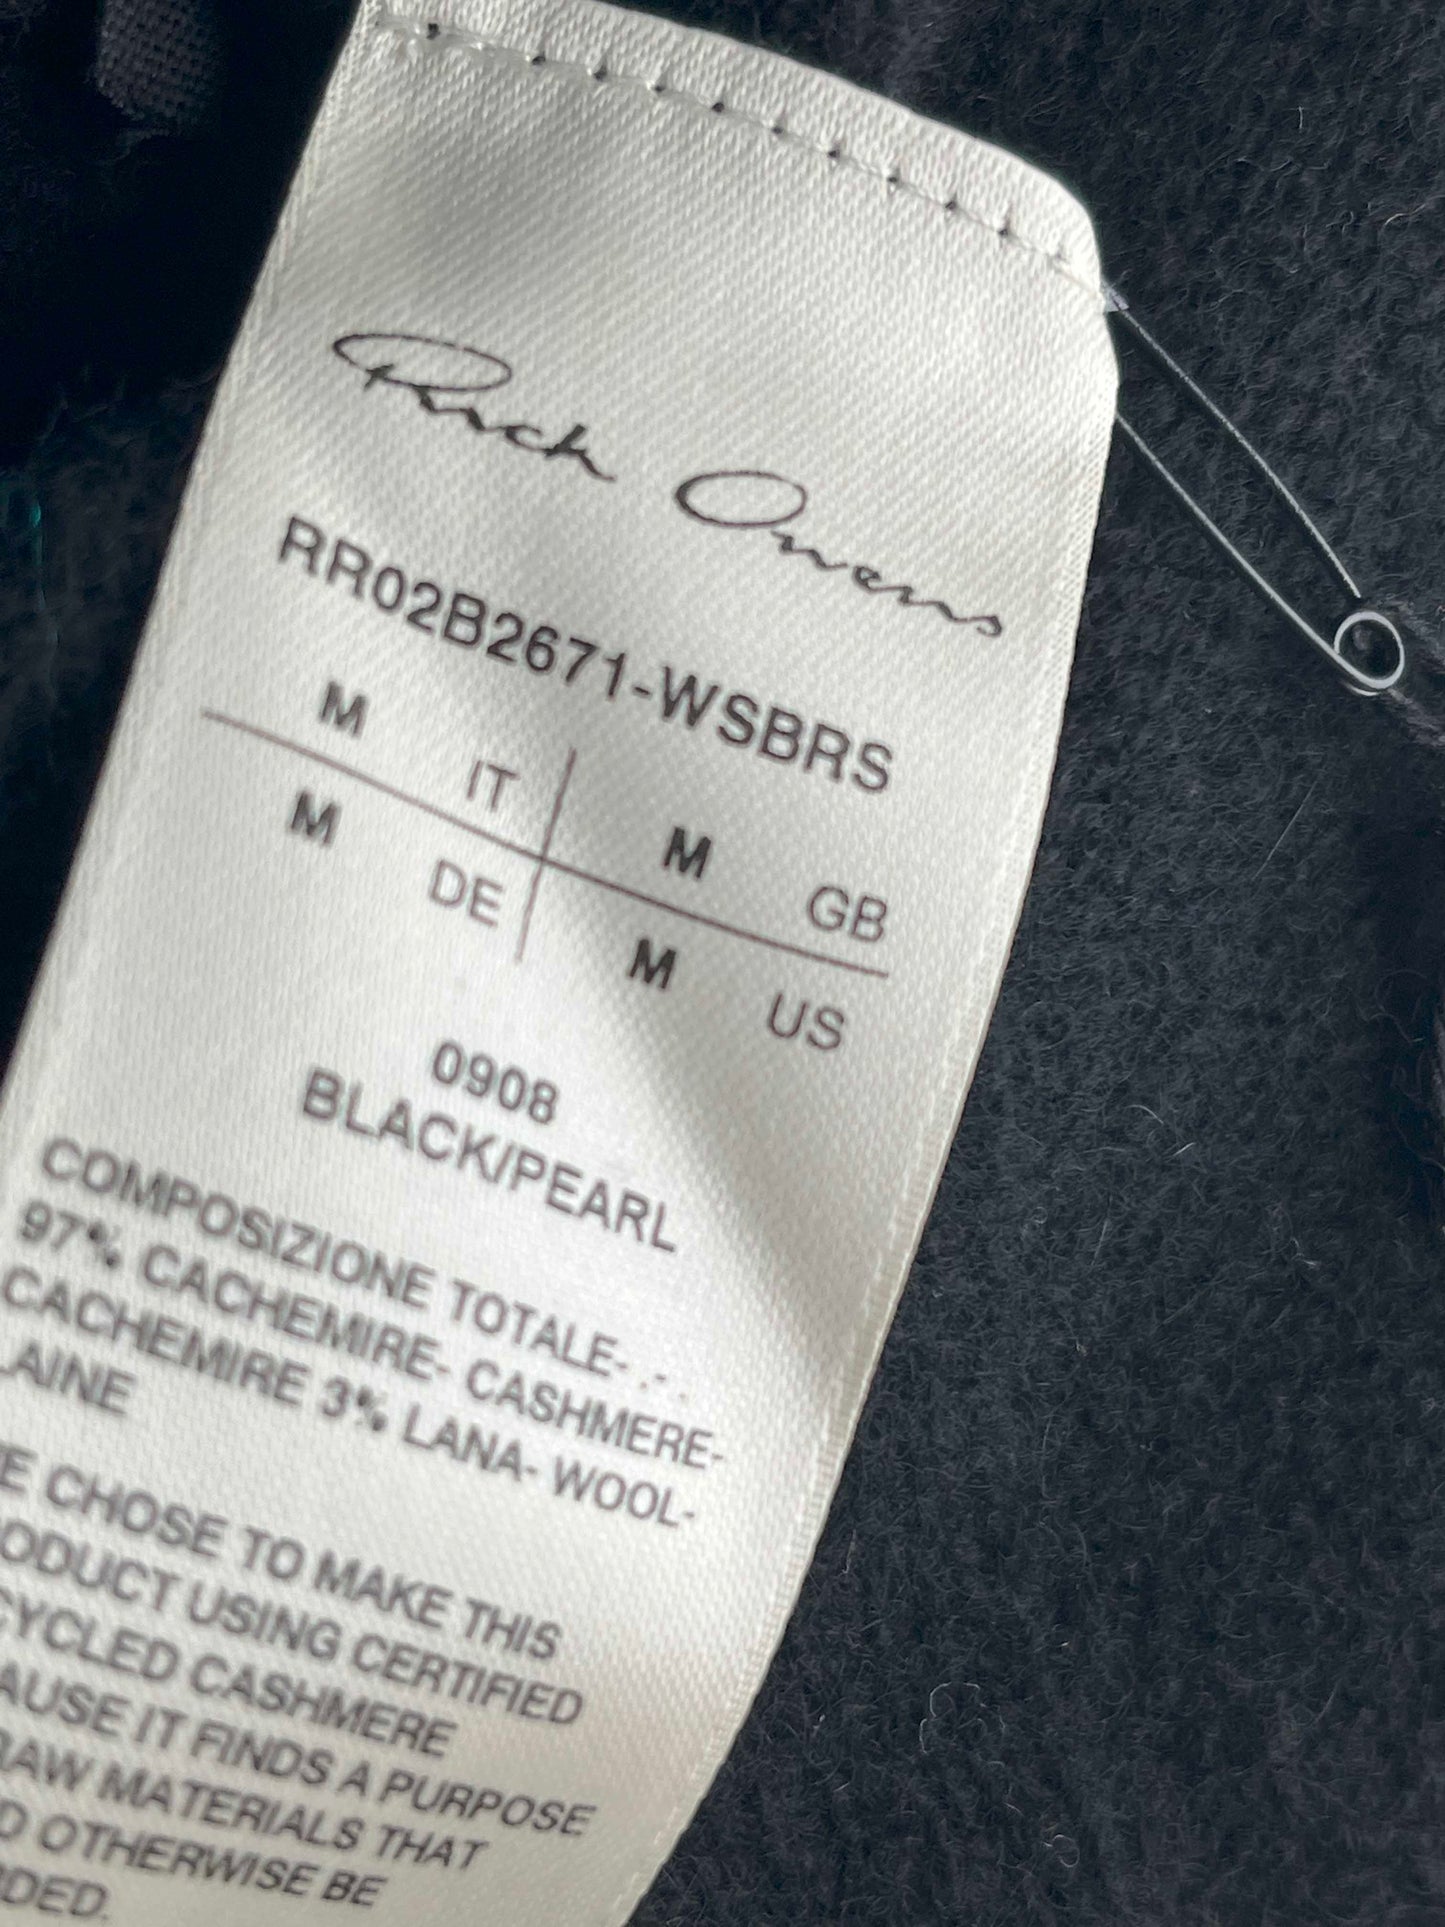 Rick Owens
RR02B2671-WSBRS
M IT M GB
M DE M US
0908
BLACK/PEARL
COMPOSIZIONE TOTALE- .- .
97% CACHEMIRE- CASHMERE-
CACHEMIRE 3% LANA- WOOL-
LAINE
E CHOSE TO MAKE THIS
ODUCT USING CERTIFIED
CYCLED CASHMERE
AUSE IT FINDS A PURPOSE
RAW MATERIALS THAT
D OTHERWISE BE
DED.